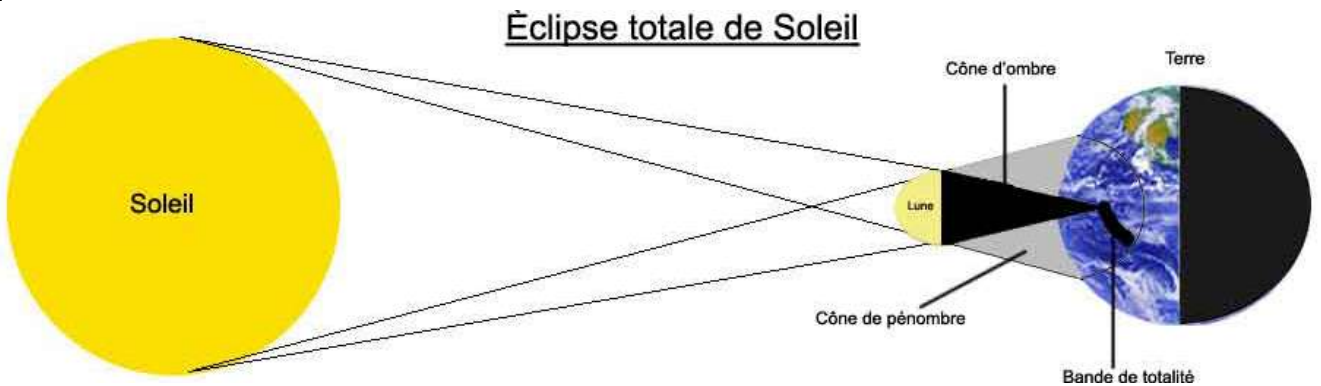 Èclipse totale de Soleil
Cône d'ombre
Terre
Soleil
Lune
Cône de pénombre
Bande de totalité